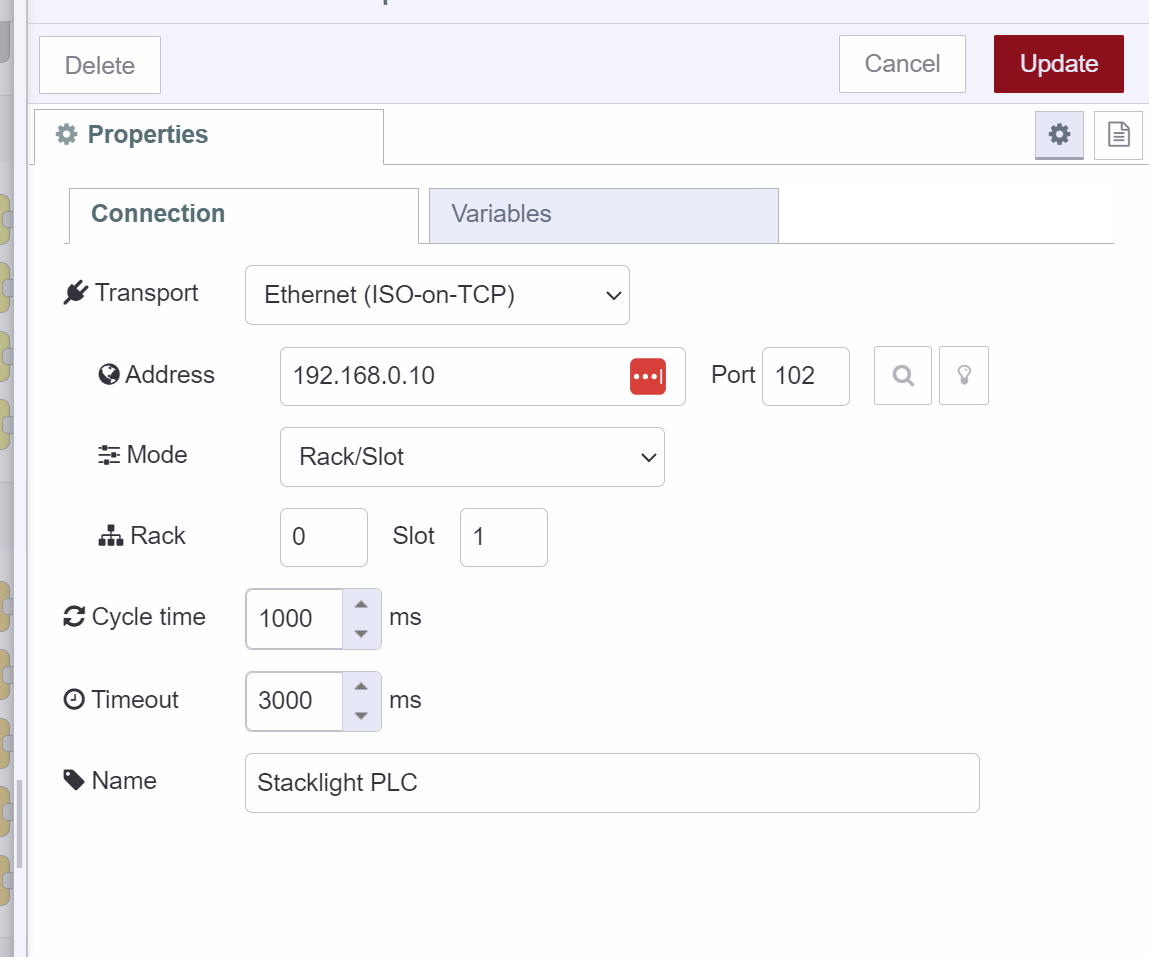 Delete
Cancel
Update
Properties
Connection
Variables
Transport
Ethernet (ISO-on-TCP)
Address
192.168.0.10
Port
102
Mode
Rack/Slot
Rack
0
Slot
1
Cycle time
1000
ms
Timeout
3000
ms
Name
Stacklight PLC